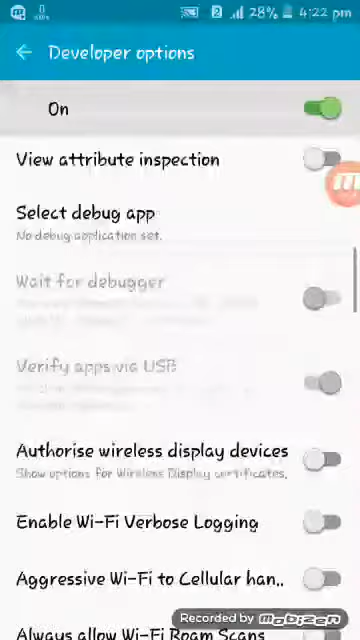 2 28% 4:22 pm
Developer options
On
View attribute inspection
Select debug app
No debug application set.
Wait for debugger
Verify apps via USB
Authorise wireless display devices
Show options for Wireless Display certificates.
Enable Wi-Fi Verbose Logging
Aggressive Wi-Fi to Cellular han..
Always allow Wi-Fi Roam Scans
Recorded by mobizen